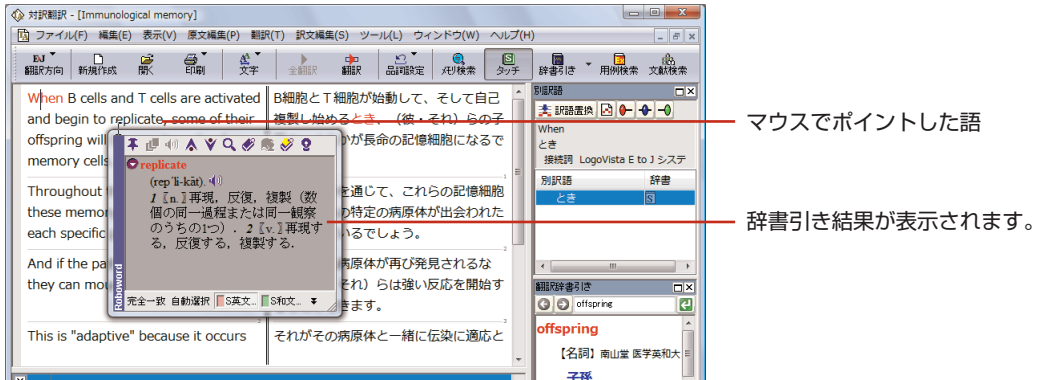 対訳翻訳 - [Immunological memory]
ファイル(F) 編集(E) 表示(V) 原文編集(P) 翻訳(T) 訳文編集(S) ツール(L) ウィンドウ(W) ヘルプ(H)
翻訳方向 新規作成 開く 印刷 文字 全翻訳 翻訳 品詞設定 メモリ検索 タッチ 辞書引き 用例検索 文献検索
When B cells and T cells are activated
and begin to replicate, some of their
offspring will
memory cells
Throughout t
these memor
each specific
And if the pa
they can mou
This is "adaptive" because it occurs
B細胞とT細胞が始動して、そして自己
複製し始めるとき、（彼・それ）らの子
かが長命の記憶細胞になるで
を通じて、これらの記憶細胞
の特定の病原体が出会われた
いるでしょう。
病原体が再び発見されるな
それ）らは強い反応を開始す
きます。
それがその病原体と一緒に伝染に適応と
replicate
(rep´li-kāt).
1〖n.〗再現，反復，複製（数
個の同一過程または同一観察
のうちの1つ）．2〖v.〗再現す
る，反復する，複製する．
Roboword
完全一致 自動選択 S英文... S和文...
別訳語
訳語置換
When
とき
接続詞 LogoVista E to J システ
別訳語 辞書
とき S
翻訳辞書引き
offspring
offspring
【名詞】南山堂 医学英和大
子孫
マウスでポイントした語
辞書引き結果が表示されます。